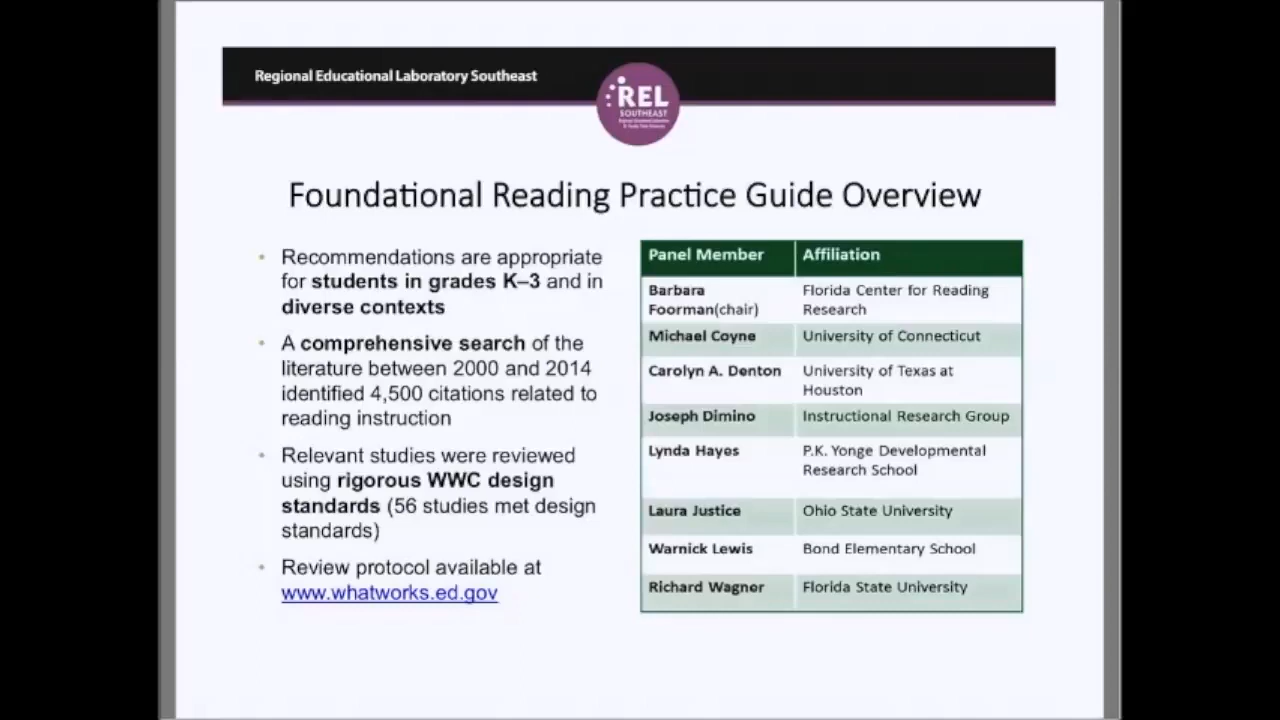 Regional Educational Laboratory Southeast
REL
SOUTHEAST
Foundational Reading Practice Guide Overview
• Recommendations are appropriate
for students in grades K–3 and in
diverse contexts
• A comprehensive search of the
literature between 2000 and 2014
identified 4,500 citations related to
reading instruction
• Relevant studies were reviewed
using rigorous WWC design
standards (56 studies met design
standards)
• Review protocol available at
www.whatworks.ed.gov
Panel Member Affiliation
Barbara Florida Center for Reading
Foorman(chair) Research
Michael Coyne University of Connecticut
Carolyn A. Denton University of Texas at
Houston
Joseph Dimino Instructional Research Group
Lynda Hayes P.K. Yonge Developmental
Research School
Laura Justice Ohio State University
Warnick Lewis Bond Elementary School
Richard Wagner Florida State University